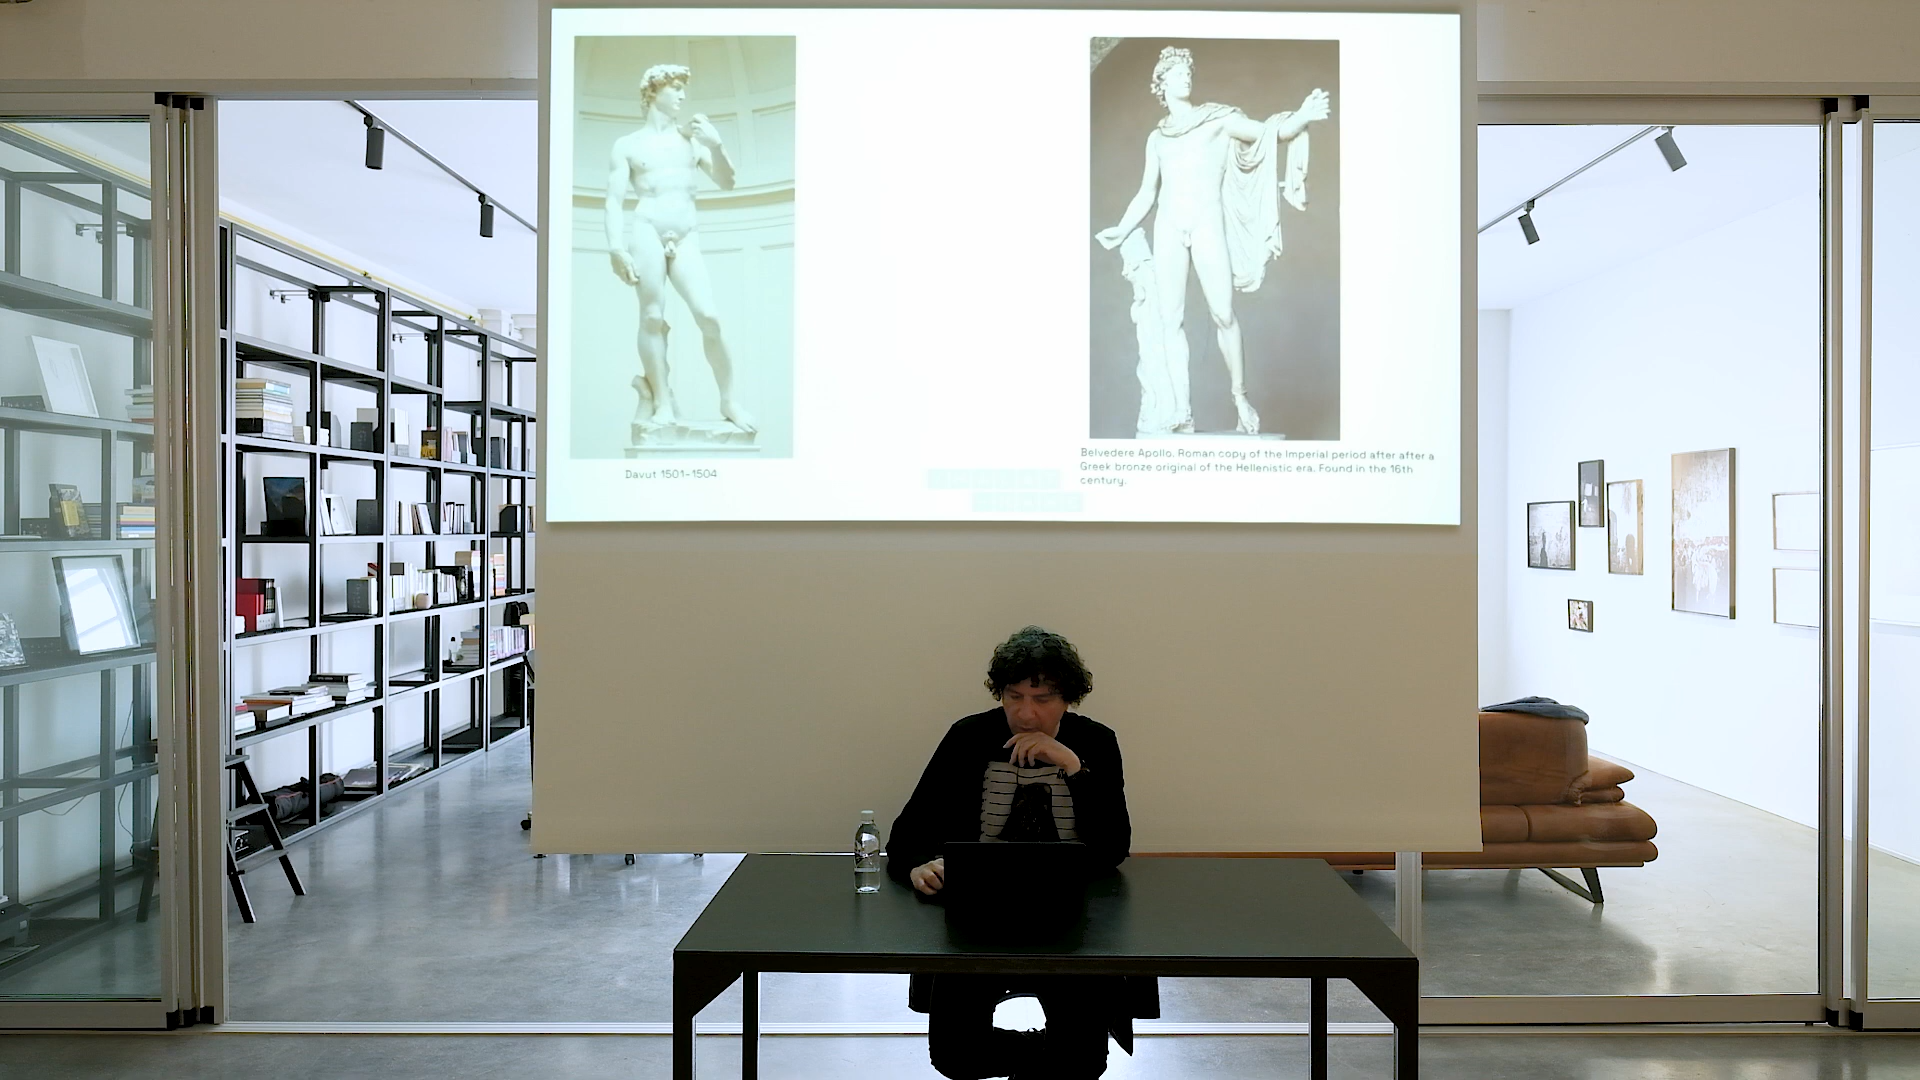 Davut 1501-1504
Belvedere Apollo. Roman copy of the Imperial period after after a
Greek bronze original of the Hellenistic era. Found in the 16th
century.